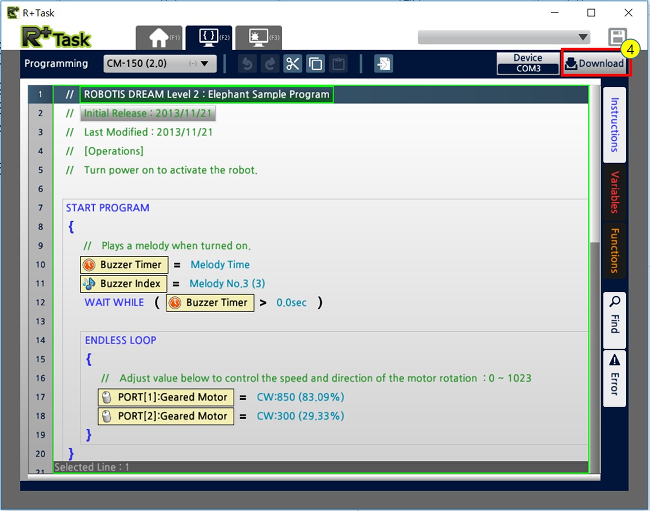 R+Task
R+Task
(F1)
{ } (F2)
(F3)
4
Programming
CM-150 (2.0)
Device
COM3
Download
1 // ROBOTIS DREAM Level 2 : Elephant Sample Program
2 // Initial Release : 2013/11/21
3 // Last Modified : 2013/11/21
4 // [Operations]
5 // Turn power on to activate the robot.
6
7 START PROGRAM
8 {
9 // Plays a melody when turned on.
10 Buzzer Timer = Melody Time
11 Buzzer Index = Melody No.3 (3)
12 WAIT WHILE ( Buzzer Timer > 0.0sec )
13
14 ENDLESS LOOP
15 {
16 // Adjust value below to control the speed and direction of the motor rotation : 0 ~ 1023
17 PORT[1]:Geared Motor = CW:850 (83.09%)
18 PORT[2]:Geared Motor = CW:300 (29.33%)
19 }
20 }
21
Selected Line : 1
Instructions
Variables
Functions
Find
Error